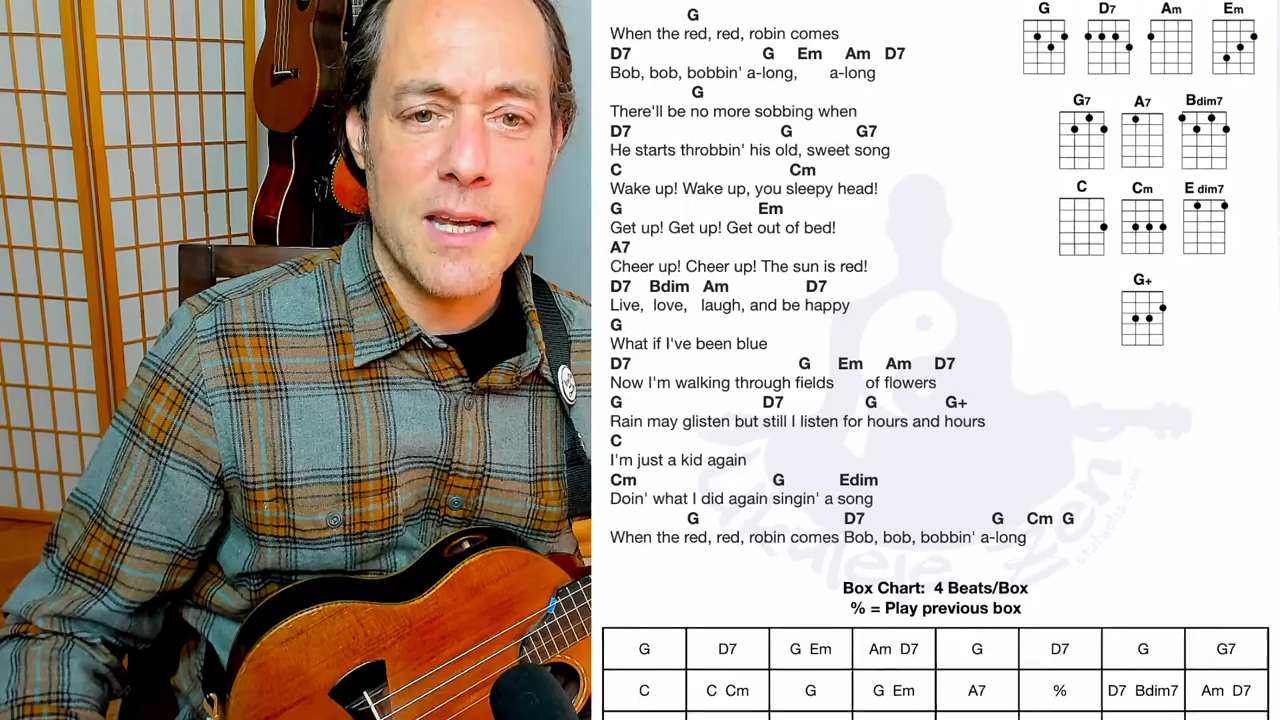 G
When the red, red, robin comes
D7 G Em Am D7
Bob, bob, bobbin' a-long, a-long
G
There'll be no more sobbing when
D7 G G7
He starts throbbin' his old, sweet song
C Cm
Wake up! Wake up, you sleepy head!
G Em
Get up! Get up! Get out of bed!
A7
Cheer up! Cheer up! The sun is red!
D7 Bdim Am D7
Live, love, laugh, and be happy
G
What if I've been blue
D7 G Em Am D7
Now I'm walking through fields of flowers
G D7 G G+
Rain may glisten but still I listen for hours and hours
C
I'm just a kid again
Cm G Edim
Doin' what I did again singin' a song
G D7 G Cm G
When the red, red, robin comes Bob, bob, bobbin' a-long
G D7 Am Em
G7 A7 Bdim7
C Cm E dim7
G+
Ukulele Zen
stufuchs.com
Box Chart: 4 Beats/Box
% = Play previous box
G D7 G Em Am D7 G D7 G G7
C C Cm G G Em A7 % D7 Bdim7 Am D7